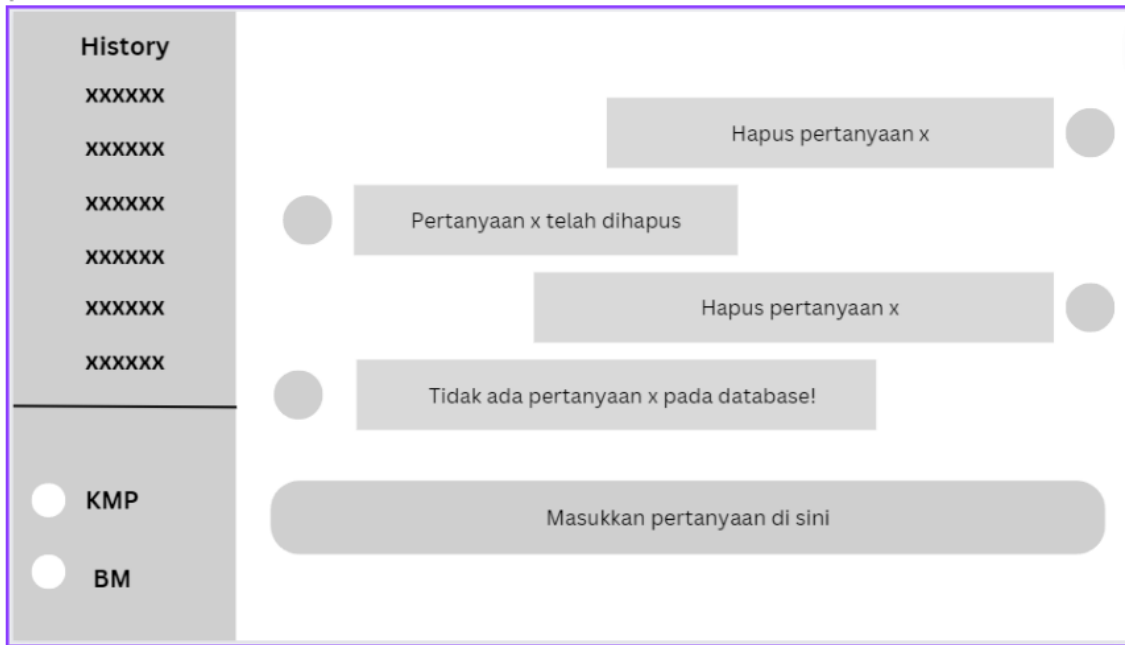 History
xxxxxx
xxxxxx
xxxxxx
xxxxxx
xxxxxx
xxxxxx
KMP
BM
Hapus pertanyaan x
Pertanyaan x telah dihapus
Hapus pertanyaan x
Tidak ada pertanyaan x pada database!
Masukkan pertanyaan di sini